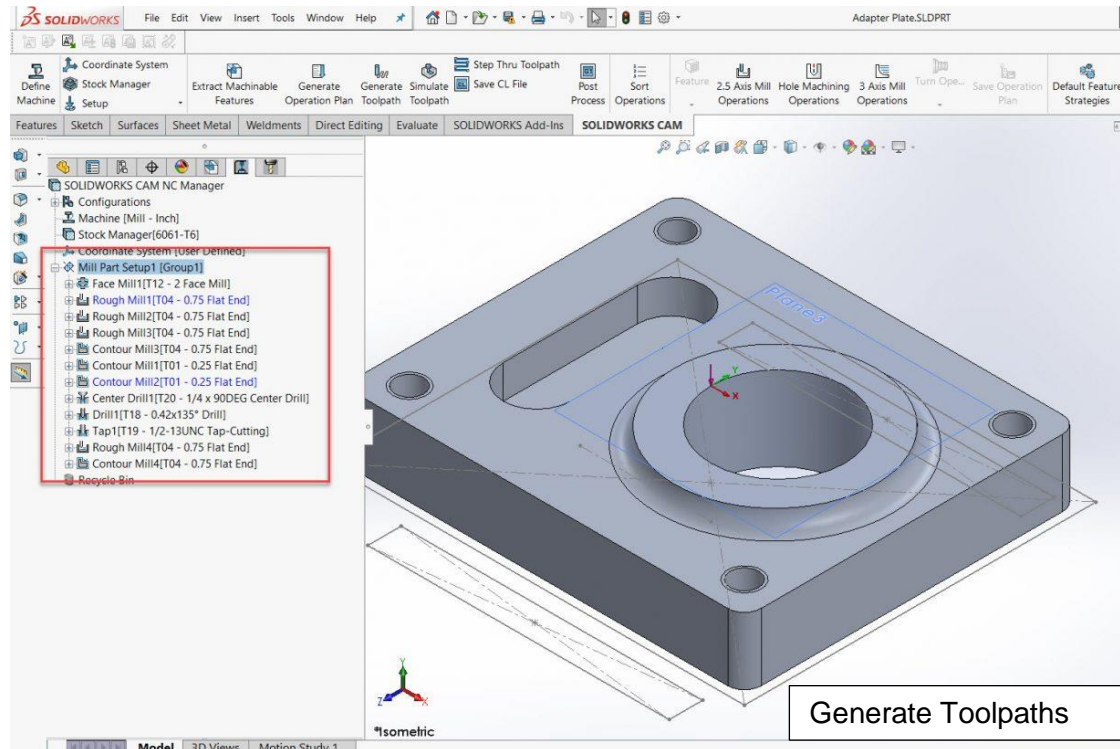 SOLIDWORKS File Edit View Insert Tools Window Help Adapter Plate.SLDPRT
Define Machine
Coordinate System
Stock Manager
Setup
Extract Machinable Features
Generate Operation Plan
Generate Toolpath
Simulate Toolpath
Step Thru Toolpath
Save CL File
Post Process
Sort Operations
Feature
2.5 Axis Mill Operations
Hole Machining Operations
3 Axis Mill Operations
Turn Ope...
Save Operation Plan
Default Feature Strategies
Features Sketch Surfaces Sheet Metal Weldments Direct Editing Evaluate SOLIDWORKS Add-Ins SOLIDWORKS CAM
SOLIDWORKS CAM NC Manager
Configurations
Machine [Mill - Inch]
Stock Manager[6061-T6]
Coordinate System [User Defined]
Mill Part Setup1 [Group1]
Face Mill1[T12 - 2 Face Mill]
Rough Mill1[T04 - 0.75 Flat End]
Rough Mill2[T04 - 0.75 Flat End]
Rough Mill3[T04 - 0.75 Flat End]
Contour Mill3[T04 - 0.75 Flat End]
Contour Mill1[T01 - 0.25 Flat End]
Contour Mill2[T01 - 0.25 Flat End]
Center Drill1[T20 - 1/4 x 90DEG Center Drill]
Drill1[T18 - 0.42x135° Drill]
Tap1[T19 - 1/2-13UNC Tap-Cutting]
Rough Mill4[T04 - 0.75 Flat End]
Contour Mill4[T04 - 0.75 Flat End]
Recycle Bin
Plane3
Y
X
Y
Z X
*Isometric
Generate Toolpaths
Model 3D Views Motion Study 1